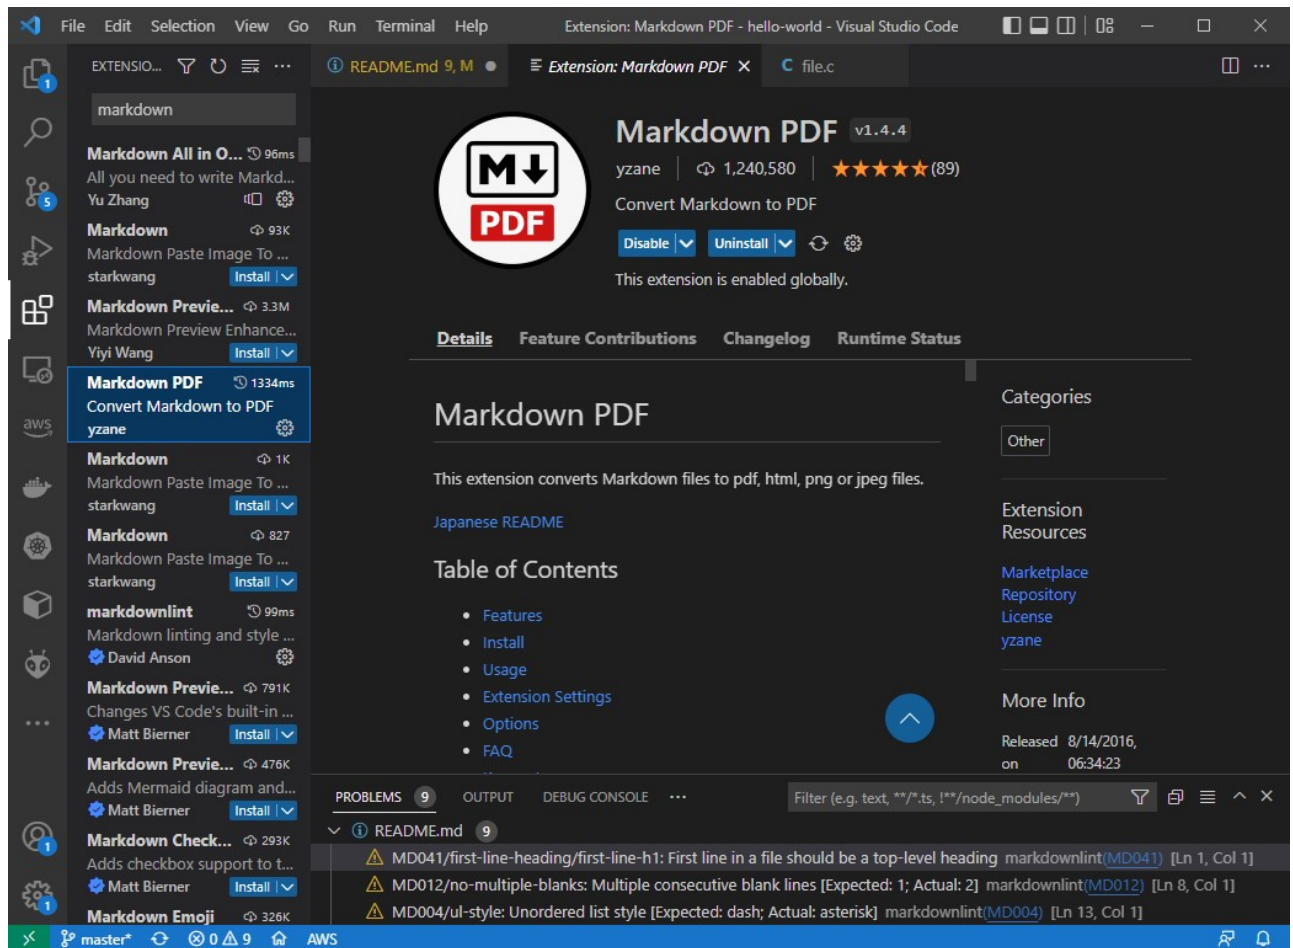 File Edit Selection View Go Run Terminal Help Extension: Markdown PDF - hello-world - Visual Studio Code
EXTENSIO...
markdown
Markdown All in O... 96ms
All you need to write Markd...
Yu Zhang
Markdown 93K
Markdown Paste Image To ...
starkwang Install
Markdown Previe... 3.3M
Markdown Preview Enhance...
Yiyi Wang Install
Markdown PDF 1334ms
Convert Markdown to PDF
yzane
Markdown 1K
Markdown Paste Image To ...
starkwang Install
Markdown 827
Markdown Paste Image To ...
starkwang Install
markdownlint 99ms
Markdown linting and style ...
David Anson
Markdown Previe... 791K
Changes VS Code's built-in ...
Matt Bierner Install
Markdown Previe... 476K
Adds Mermaid diagram and...
Matt Bierner Install
Markdown Check... 293K
Adds checkbox support to t...
Matt Bierner Install
Markdown Emoji 326K
1
5
aws
1
1
README.md 9, M Extension: Markdown PDF C file.c
M
PDF
Markdown PDF v1.4.4
yzane 1,240,580 (89)
Convert Markdown to PDF
Disable Uninstall
This extension is enabled globally.
Details Feature Contributions Changelog Runtime Status
Markdown PDF
This extension converts Markdown files to pdf, html, png or jpeg files.
Japanese README
Table of Contents
Features
Install
Usage
Extension Settings
Options
FAQ
Categories
Other
Extension
Resources
Marketplace
Repository
License
yzane
More Info
Released 8/14/2016,
on 06:34:23
PROBLEMS 9 OUTPUT DEBUG CONSOLE ... Filter (e.g. text, **/*.ts, !**/node_modules/**)
README.md 9
MD041/first-line-heading/first-line-h1: First line in a file should be a top-level heading markdownlint(MD041) [Ln 1, Col 1]
MD012/no-multiple-blanks: Multiple consecutive blank lines [Expected: 1; Actual: 2] markdownlint(MD012) [Ln 8, Col 1]
MD004/ul-style: Unordered list style [Expected: dash; Actual: asterisk] markdownlint(MD004) [Ln 13, Col 1]
master* 0 9 AWS